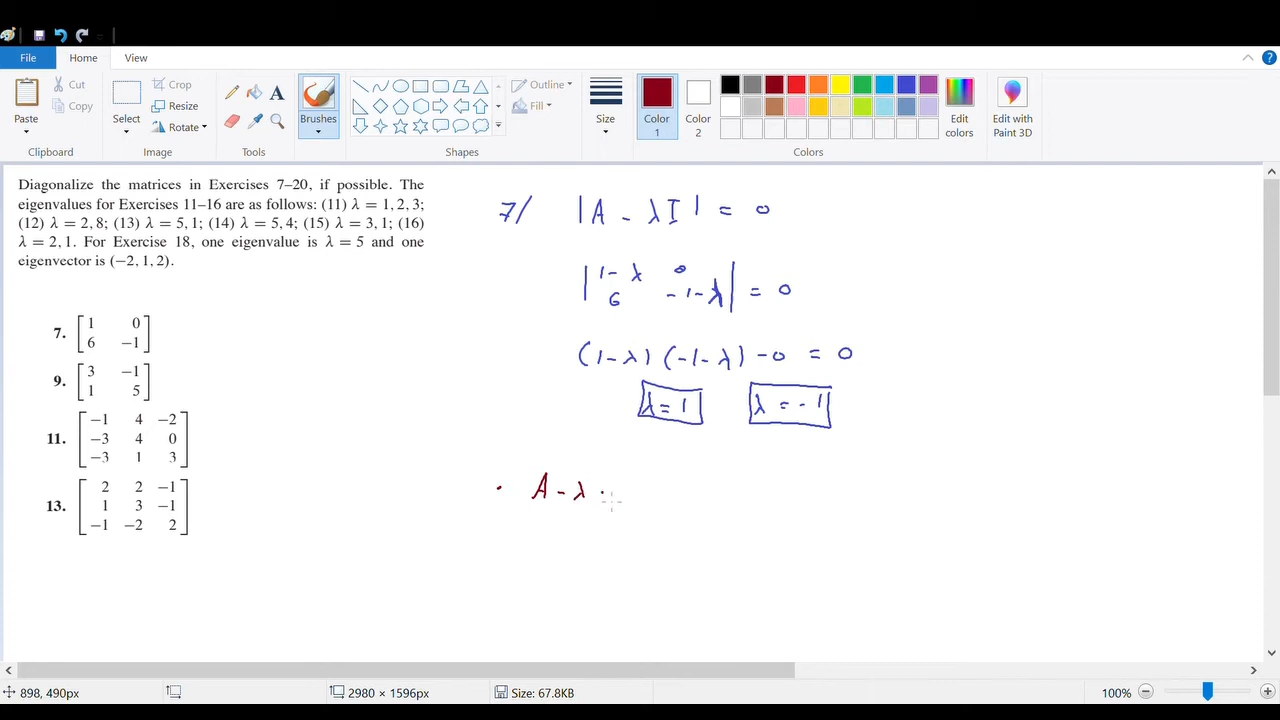 File Home View
Paste Cut Copy Clipboard
Select Crop Resize Rotate Image
A Tools
Brushes
Shapes Outline Fill
Size
Color 1 Color 2 Edit colors Colors
Edit with Paint 3D
Diagonalize the matrices in Exercises 7–20, if possible. The
eigenvalues for Exercises 11–16 are as follows: (11) λ = 1, 2, 3;
(12) λ = 2, 8; (13) λ = 5, 1; (14) λ = 5, 4; (15) λ = 3, 1; (16)
λ = 2, 1. For Exercise 18, one eigenvalue is λ = 5 and one
eigenvector is (−2, 1, 2).
7. [1 0
6 −1]
9. [3 −1
1 5]
11. [−1 4 −2
−3 4 0
−3 1 3]
13. [2 2 −1
1 3 −1
−1 −2 2]
7/ |A - λI| = 0
|1-λ 0
6 -1-λ| = 0
(1-λ)(-1-λ) -0 = 0
λ = 1 λ = -1
. A - λ
898, 490px 2980 × 1596px Size: 67.8KB 100%